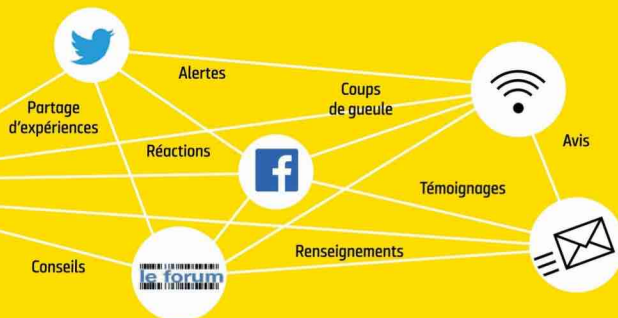 Alertes
Coups
de gueule
Partage
d'expériences
Réactions
Avis
Témoignages
Renseignements
Conseils
le forum